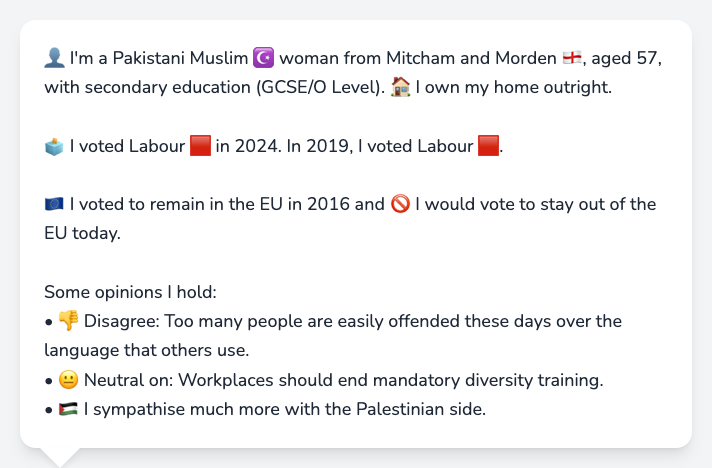 👤 I'm a Pakistani Muslim ☪️ woman from Mitcham and Morden 🏴󠁧󠁢󠁥󠁮󠁧󠁿, aged 57,
with secondary education (GCSE/O Level). 🏠 I own my home outright.
🗳️ I voted Labour 🟥 in 2024. In 2019, I voted Labour 🟥.
🇪🇺 I voted to remain in the EU in 2016 and 🚫 I would vote to stay out of the
EU today.
Some opinions I hold:
• 👎 Disagree: Too many people are easily offended these days over the
language that others use.
• 😐 Neutral on: Workplaces should end mandatory diversity training.
• 🇵🇸 I sympathise much more with the Palestinian side.